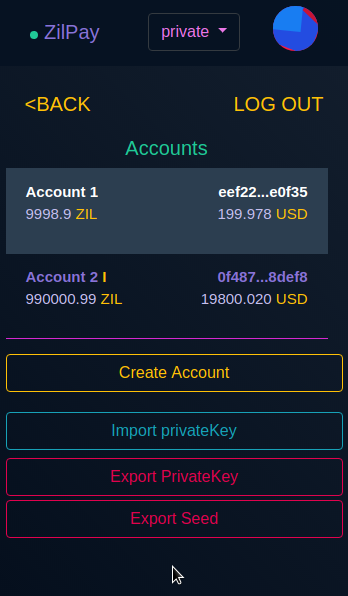 ZilPay private
<BACK LOG OUT
Accounts
Account 1 eef22...e0f35
9998.9 ZIL 199.978 USD
Account 2 I 0f487...8def8
990000.99 ZIL 19800.020 USD
Create Account
Import privateKey
Export PrivateKey
Export Seed